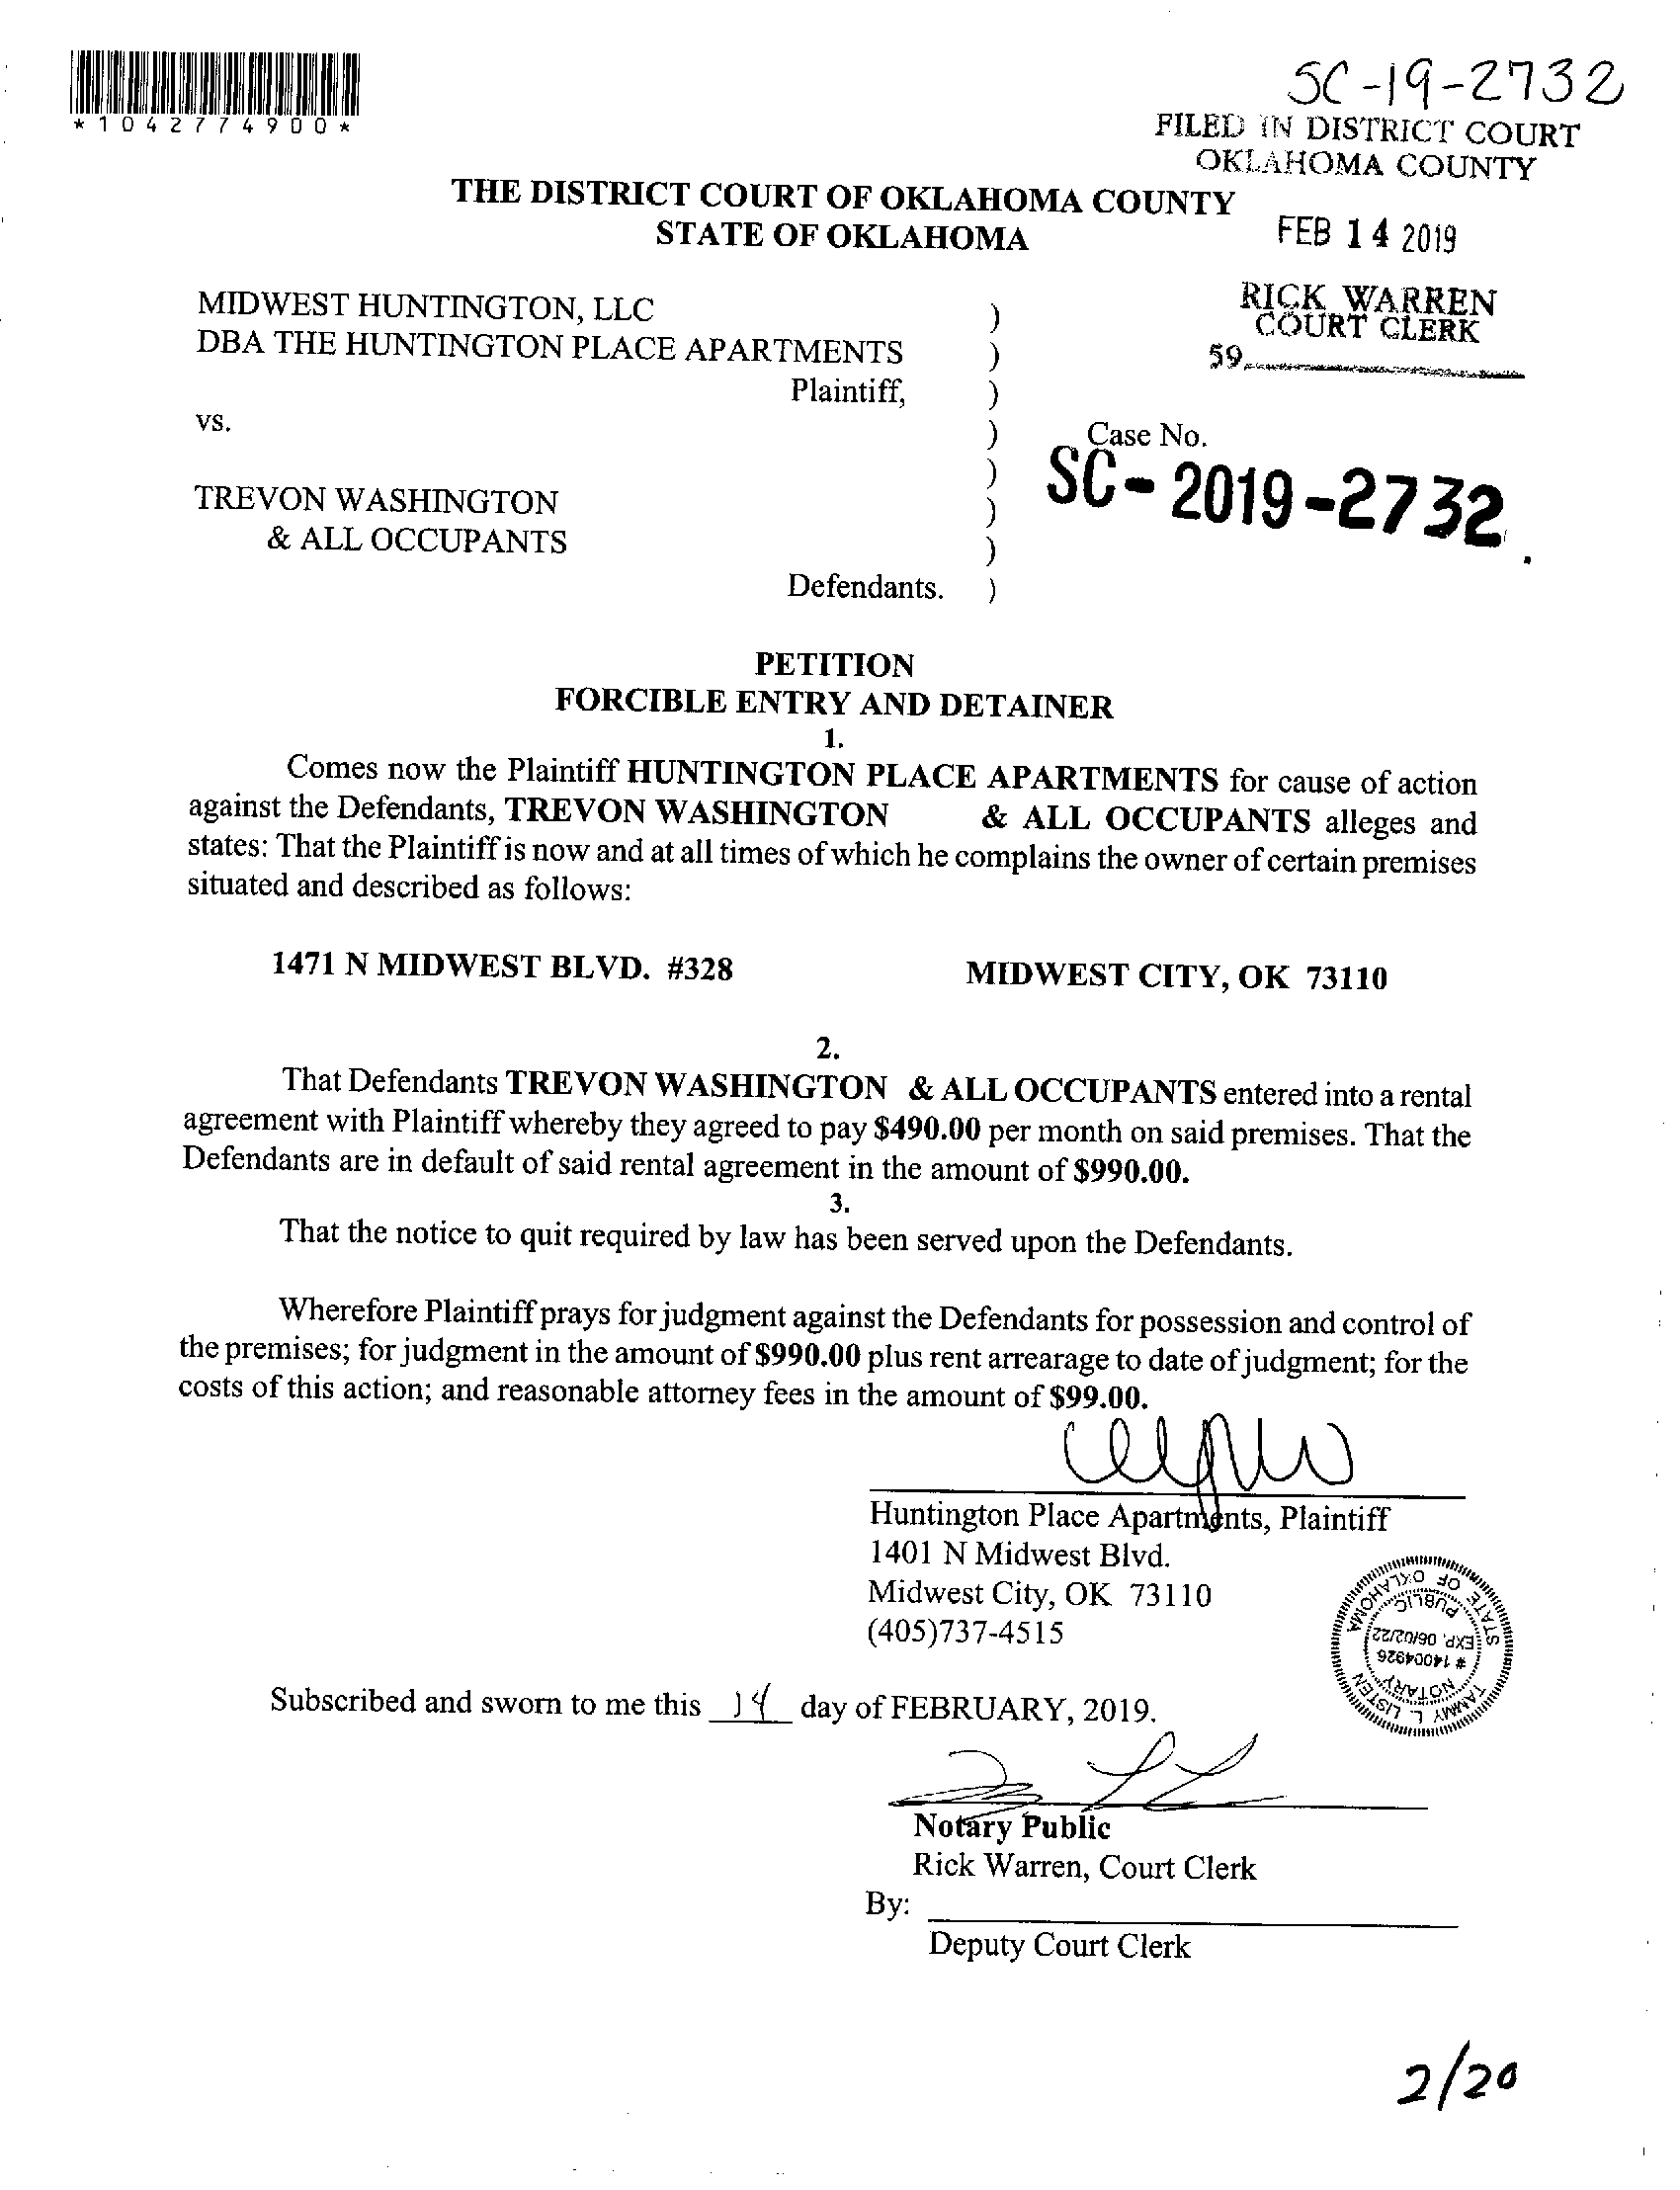 SC-19-2732
*1042774900*
FILED IN DISTRICT COURT
OKLAHOMA COUNTY
THE DISTRICT COURT OF OKLAHOMA COUNTY
STATE OF OKLAHOMA
FEB 14 2019
RICK WARREN
COURT CLERK
59
MIDWEST HUNTINGTON, LLC )
DBA THE HUNTINGTON PLACE APARTMENTS )
Plaintiff, )
vs. )
Case No.
)
SC-2019-2732.
TREVON WASHINGTON )
& ALL OCCUPANTS )
Defendants. )
PETITION
FORCIBLE ENTRY AND DETAINER
1.
Comes now the Plaintiff HUNTINGTON PLACE APARTMENTS for cause of action
against the Defendants, TREVON WASHINGTON & ALL OCCUPANTS alleges and
states: That the Plaintiff is now and at all times of which he complains the owner of certain premises
situated and described as follows:
1471 N MIDWEST BLVD. #328 MIDWEST CITY, OK 73110
2.
That Defendants TREVON WASHINGTON & ALL OCCUPANTS entered into a rental
agreement with Plaintiff whereby they agreed to pay $490.00 per month on said premises. That the
Defendants are in default of said rental agreement in the amount of $990.00.
3.
That the notice to quit required by law has been served upon the Defendants.
Wherefore Plaintiff prays for judgment against the Defendants for possession and control of
the premises; for judgment in the amount of $990.00 plus rent arrearage to date of judgment; for the
costs of this action; and reasonable attorney fees in the amount of $99.00.
Huntington Place Apartments, Plaintiff
1401 N Midwest Blvd.
Midwest City, OK 73110
(405)737-4515
TAMMY L. LISTEN
NOTARY
# 14004926
EXP. 06/02/22
PUBLIC
STATE OF OKLAHOMA
Subscribed and sworn to me this 14 day of FEBRUARY, 2019.
Notary Public
Rick Warren, Court Clerk
By:
Deputy Court Clerk
2/20